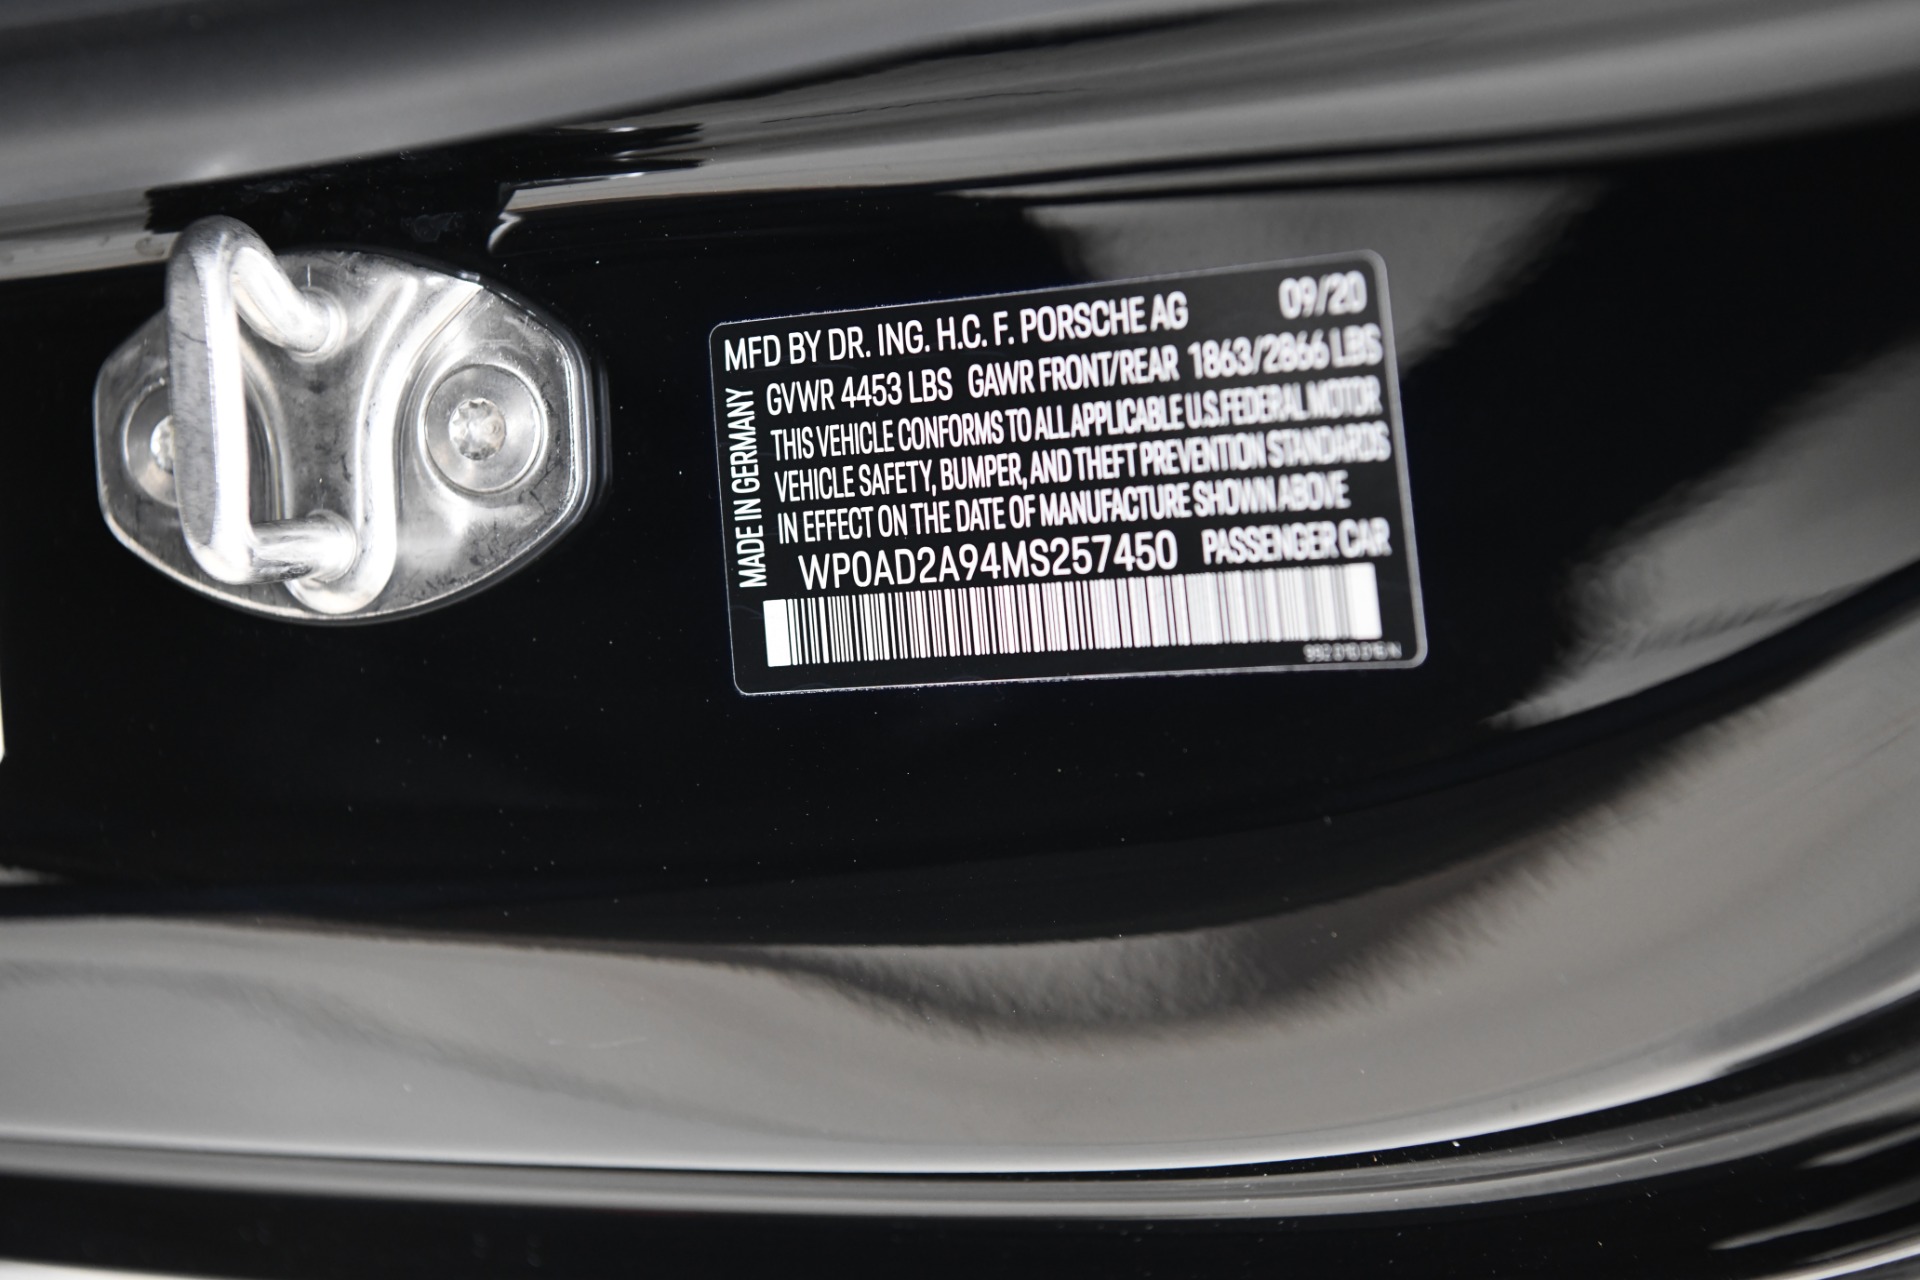 MFD BY DR. ING. H.C. F. PORSCHE AG 09/20
GVWR 4453 LBS GAWR FRONT/REAR 1863/2866 LBS
THIS VEHICLE CONFORMS TO ALL APPLICABLE U.S. FEDERAL MOTOR
VEHICLE SAFETY, BUMPER, AND THEFT PREVENTION STANDARDS
IN EFFECT ON THE DATE OF MANUFACTURE SHOWN ABOVE
WP0AD2A94MS257450 PASSENGER CAR
MADE IN GERMANY